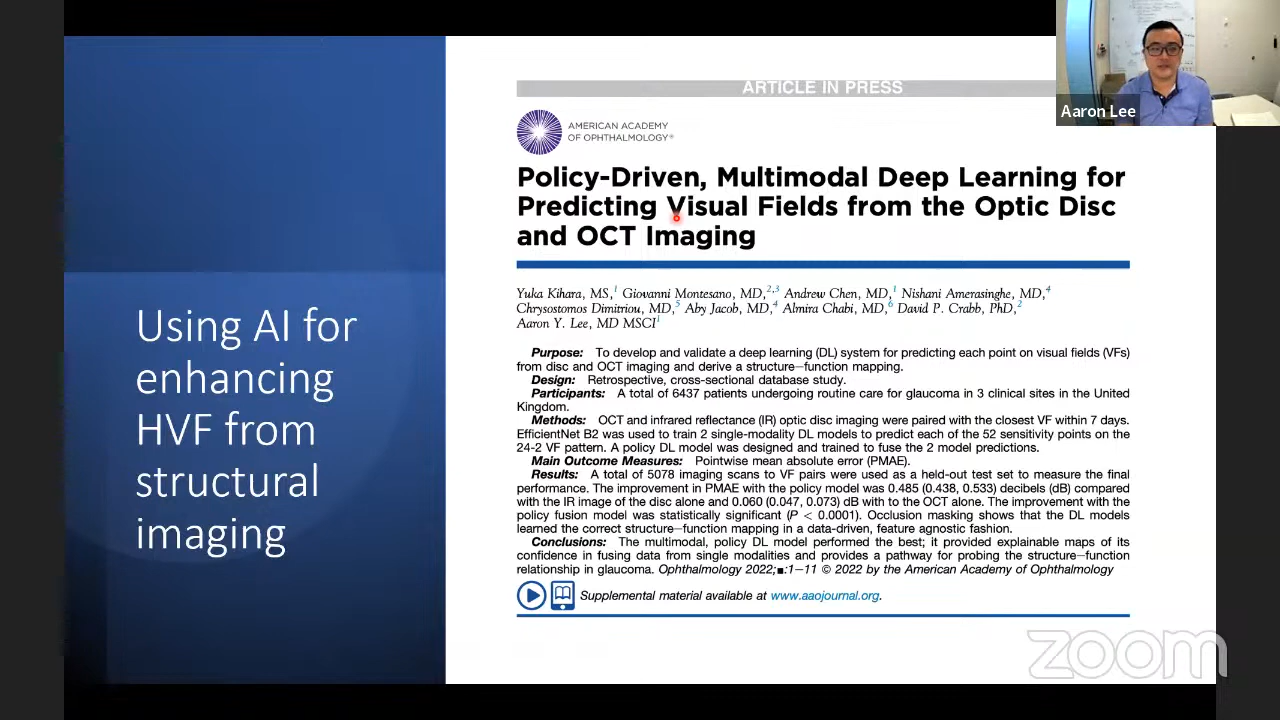 Using AI for
enhancing
HVF from
structural
imaging
ARTICLE IN PRESS
AMERICAN ACADEMY
OF OPHTHALMOLOGY®
Policy-Driven, Multimodal Deep Learning for
Predicting Visual Fields from the Optic Disc
and OCT Imaging
Yuka Kihara, MS,1 Giovanni Montesano, MD,2,3 Andrew Chen, MD,1 Nishani Amerasinghe, MD,4
Chrysostomos Dimitriou, MD,5 Aby Jacob, MD,4 Almira Chabi, MD,6 David P. Crabb, PhD,2
Aaron Y. Lee, MD MSCI1
Purpose: To develop and validate a deep learning (DL) system for predicting each point on visual fields (VFs)
from disc and OCT imaging and derive a structure−function mapping.
Design: Retrospective, cross-sectional database study.
Participants: A total of 6437 patients undergoing routine care for glaucoma in 3 clinical sites in the United
Kingdom.
Methods: OCT and infrared reflectance (IR) optic disc imaging were paired with the closest VF within 7 days.
EfficientNet B2 was used to train 2 single-modality DL models to predict each of the 52 sensitivity points on the
24-2 VF pattern. A policy DL model was designed and trained to fuse the 2 model predictions.
Main Outcome Measures: Pointwise mean absolute error (PMAE).
Results: A total of 5078 imaging scans to VF pairs were used as a held-out test set to measure the final
performance. The improvement in PMAE with the policy model was 0.485 (0.438, 0.533) decibels (dB) compared
with the IR image of the disc alone and 0.060 (0.047, 0.073) dB with to the OCT alone. The improvement with the
policy fusion model was statistically significant (P < 0.0001). Occlusion masking shows that the DL models
learned the correct structure−function mapping in a data-driven, feature agnostic fashion.
Conclusions: The multimodal, policy DL model performed the best; it provided explainable maps of its
confidence in fusing data from single modalities and provides a pathway for probing the structure−function
relationship in glaucoma. Ophthalmology 2022;■:1−11 © 2022 by the American Academy of Ophthalmology
Supplemental material available at www.aaojournal.org.
Aaron Lee
zoom